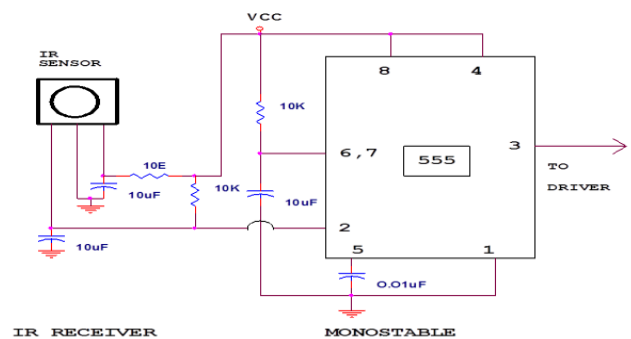 VCC
IR
SENSOR
8
4
10K
10E
6,7
555
3
TO
DRIVER
10uF
10K
10uF
2
10uF
5
1
0.01uF
IR RECEIVER
MONOSTABLE